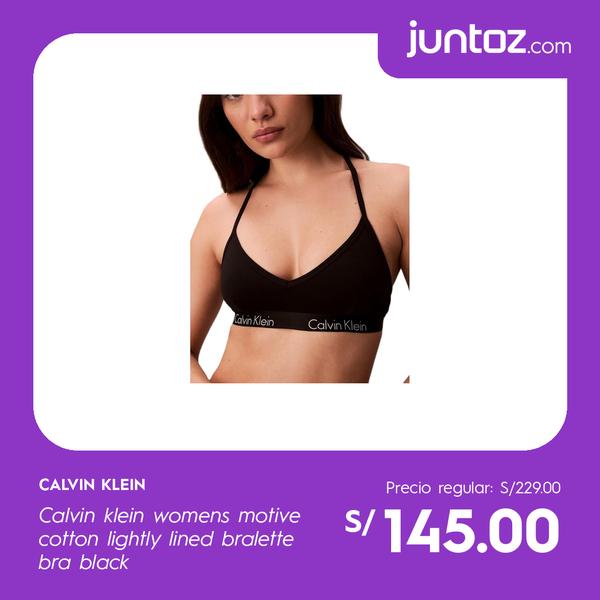 juntoz.com
Calvin Klein Calvin Klein
CALVIN KLEIN
Calvin klein womens motive
cotton lightly lined bralette
bra black
Precio regular: S/229.00
S/145.00